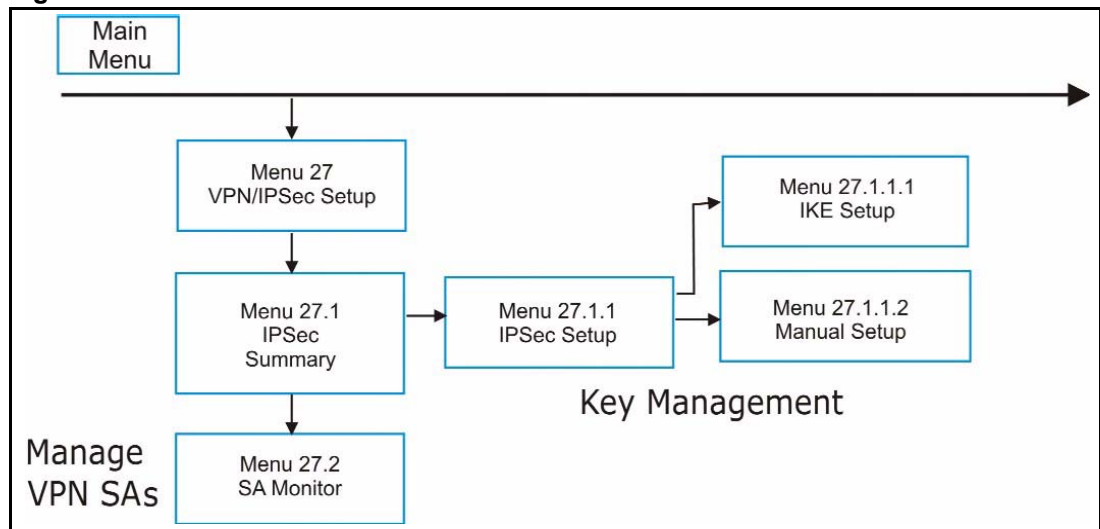 Main
Menu
Menu 27
VPN/IPSec Setup
Menu 27.1.1.1
IKE Setup
Menu 27.1
IPSec
Summary
Menu 27.1.1
IPSec Setup
Menu 27.1.1.2
Manual Setup
Key Management
Manage
VPN SAs
Menu 27.2
SA Monitor